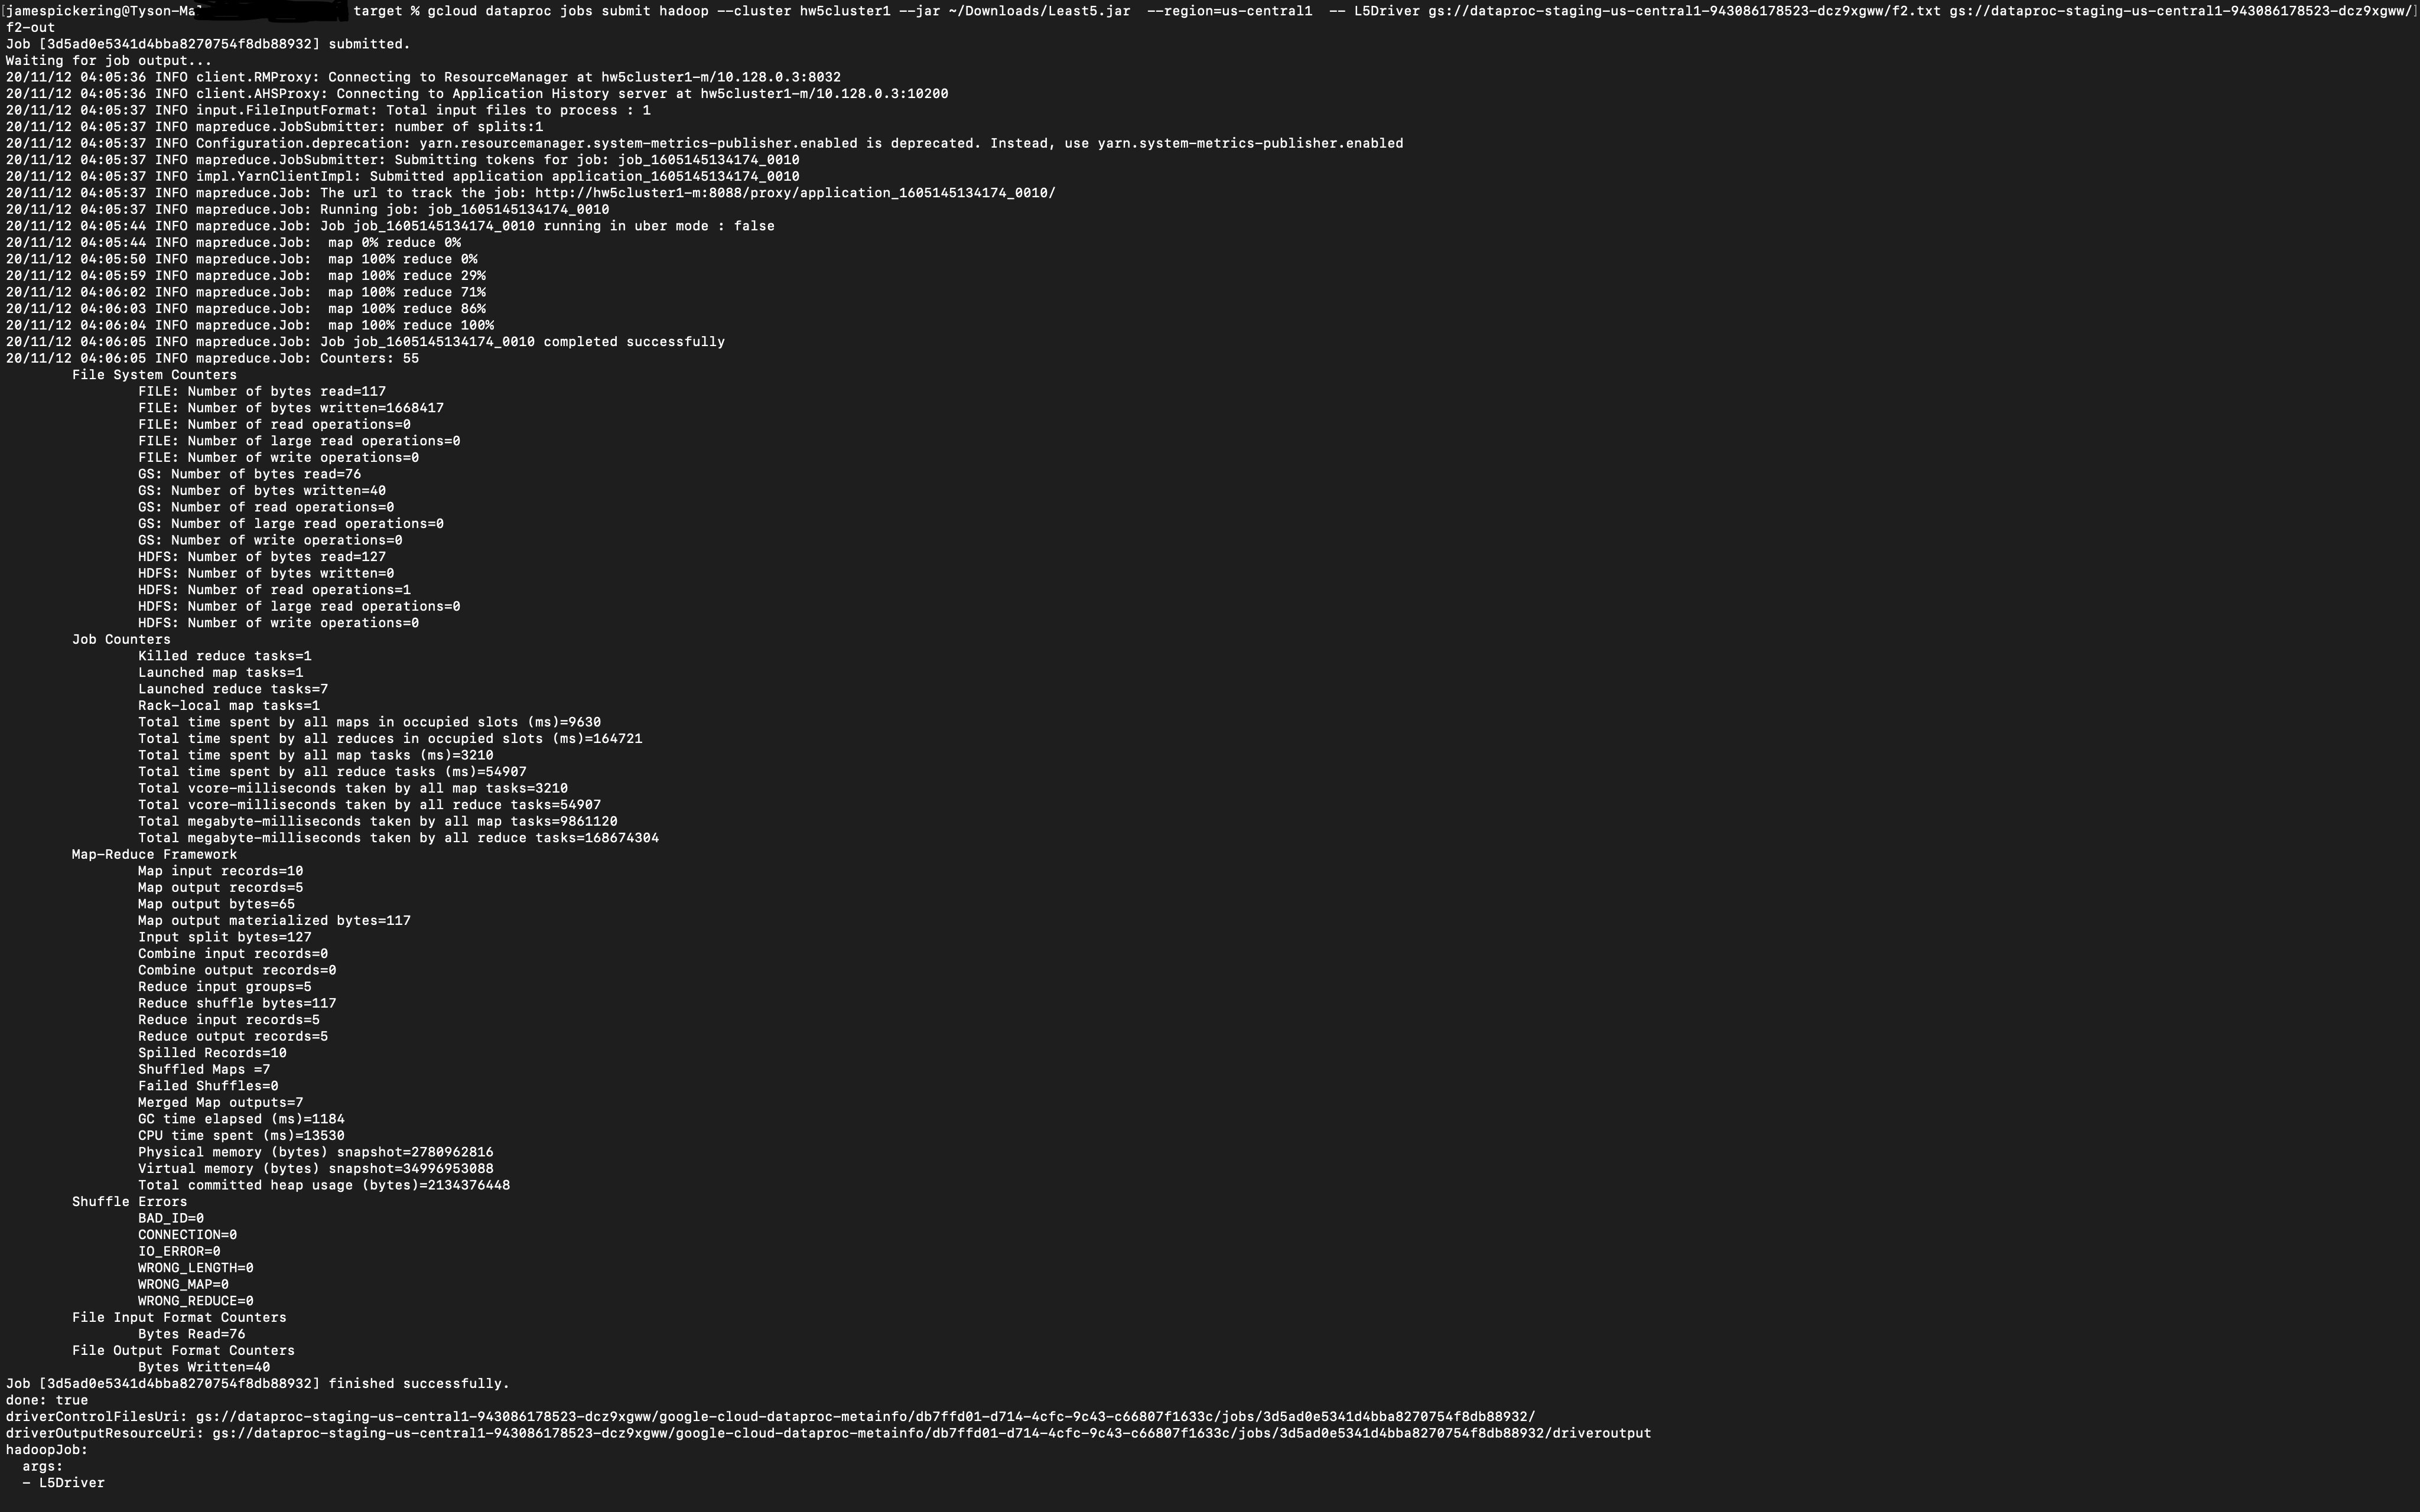 [jamespickering@Tyson-Ma target % gcloud dataproc jobs submit hadoop --cluster hw5cluster1 --jar ~/Downloads/Least5.jar  --region=us-central1  -- L5Driver gs://dataproc-staging-us-central1-943086178523-dcz9xgww/f2.txt gs://dataproc-staging-us-central1-943086178523-dcz9xgww/]
f2-out
Job [3d5ad0e5341d4bba8270754f8db88932] submitted.
Waiting for job output...
20/11/12 04:05:36 INFO client.RMProxy: Connecting to ResourceManager at hw5cluster1-m/10.128.0.3:8032
20/11/12 04:05:36 INFO client.AHSProxy: Connecting to Application History server at hw5cluster1-m/10.128.0.3:10200
20/11/12 04:05:37 INFO input.FileInputFormat: Total input files to process : 1
20/11/12 04:05:37 INFO mapreduce.JobSubmitter: number of splits:1
20/11/12 04:05:37 INFO Configuration.deprecation: yarn.resourcemanager.system-metrics-publisher.enabled is deprecated. Instead, use yarn.system-metrics-publisher.enabled
20/11/12 04:05:37 INFO mapreduce.JobSubmitter: Submitting tokens for job: job_1605145134174_0010
20/11/12 04:05:37 INFO impl.YarnClientImpl: Submitted application application_1605145134174_0010
20/11/12 04:05:37 INFO mapreduce.Job: The url to track the job: http://hw5cluster1-m:8088/proxy/application_1605145134174_0010/
20/11/12 04:05:37 INFO mapreduce.Job: Running job: job_1605145134174_0010
20/11/12 04:05:44 INFO mapreduce.Job: Job job_1605145134174_0010 running in uber mode : false
20/11/12 04:05:44 INFO mapreduce.Job:  map 0% reduce 0%
20/11/12 04:05:50 INFO mapreduce.Job:  map 100% reduce 0%
20/11/12 04:05:59 INFO mapreduce.Job:  map 100% reduce 29%
20/11/12 04:06:02 INFO mapreduce.Job:  map 100% reduce 71%
20/11/12 04:06:03 INFO mapreduce.Job:  map 100% reduce 86%
20/11/12 04:06:04 INFO mapreduce.Job:  map 100% reduce 100%
20/11/12 04:06:05 INFO mapreduce.Job: Job job_1605145134174_0010 completed successfully
20/11/12 04:06:05 INFO mapreduce.Job: Counters: 55
File System Counters
FILE: Number of bytes read=117
FILE: Number of bytes written=1668417
FILE: Number of read operations=0
FILE: Number of large read operations=0
FILE: Number of write operations=0
GS: Number of bytes read=76
GS: Number of bytes written=40
GS: Number of read operations=0
GS: Number of large read operations=0
GS: Number of write operations=0
HDFS: Number of bytes read=127
HDFS: Number of bytes written=0
HDFS: Number of read operations=1
HDFS: Number of large read operations=0
HDFS: Number of write operations=0
Job Counters
Killed reduce tasks=1
Launched map tasks=1
Launched reduce tasks=7
Rack-local map tasks=1
Total time spent by all maps in occupied slots (ms)=9630
Total time spent by all reduces in occupied slots (ms)=164721
Total time spent by all map tasks (ms)=3210
Total time spent by all reduce tasks (ms)=54907
Total vcore-milliseconds taken by all map tasks=3210
Total vcore-milliseconds taken by all reduce tasks=54907
Total megabyte-milliseconds taken by all map tasks=9861120
Total megabyte-milliseconds taken by all reduce tasks=168674304
Map-Reduce Framework
Map input records=10
Map output records=5
Map output bytes=65
Map output materialized bytes=117
Input split bytes=127
Combine input records=0
Combine output records=0
Reduce input groups=5
Reduce shuffle bytes=117
Reduce input records=5
Reduce output records=5
Spilled Records=10
Shuffled Maps =7
Failed Shuffles=0
Merged Map outputs=7
GC time elapsed (ms)=1184
CPU time spent (ms)=13530
Physical memory (bytes) snapshot=2780962816
Virtual memory (bytes) snapshot=34996953088
Total committed heap usage (bytes)=2134376448
Shuffle Errors
BAD_ID=0
CONNECTION=0
IO_ERROR=0
WRONG_LENGTH=0
WRONG_MAP=0
WRONG_REDUCE=0
File Input Format Counters
Bytes Read=76
File Output Format Counters
Bytes Written=40
Job [3d5ad0e5341d4bba8270754f8db88932] finished successfully.
done: true
driverControlFilesUri: gs://dataproc-staging-us-central1-943086178523-dcz9xgww/google-cloud-dataproc-metainfo/db7ffd01-d714-4cfc-9c43-c66807f1633c/jobs/3d5ad0e5341d4bba8270754f8db88932/
driverOutputResourceUri: gs://dataproc-staging-us-central1-943086178523-dcz9xgww/google-cloud-dataproc-metainfo/db7ffd01-d714-4cfc-9c43-c66807f1633c/jobs/3d5ad0e5341d4bba8270754f8db88932/driveroutput
hadoopJob:
args:
- L5Driver